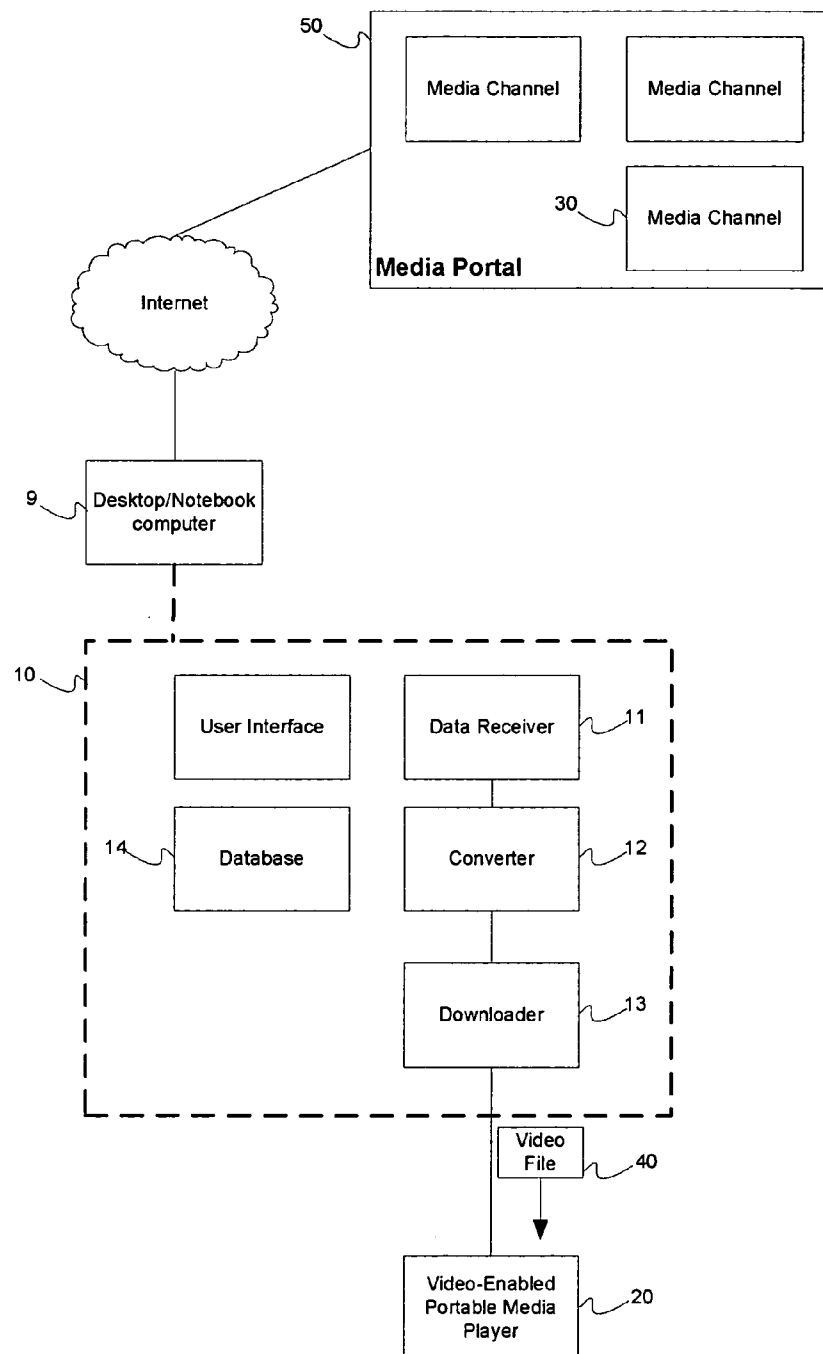 50
Media Channel
Media Channel
30
Media Channel
Media Portal
Internet
9
Desktop/Notebook
computer
10
User Interface
Data Receiver
11
14
Database
Converter
12
Downloader
13
Video
File
40
Video-Enabled
Portable Media
Player
20